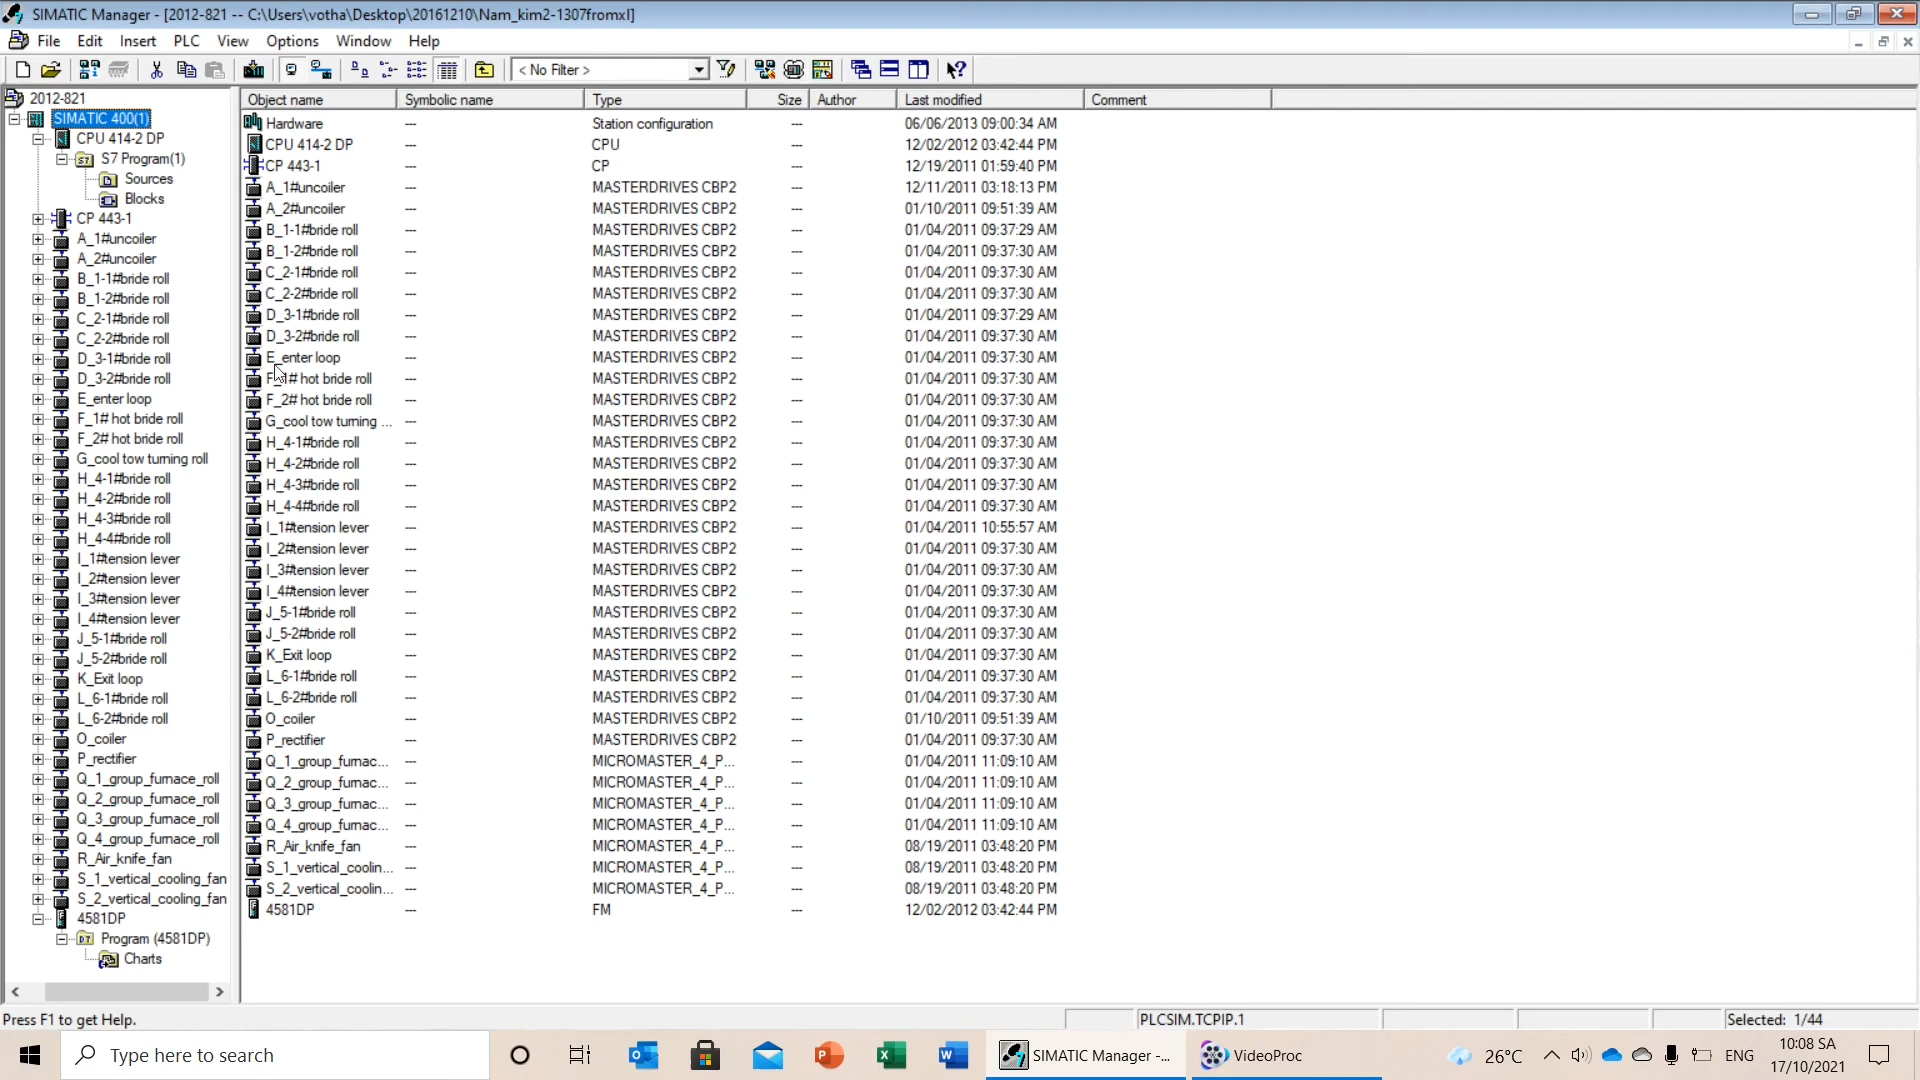 SIMATIC Manager - [2012-821 -- C:\Users\votha\Desktop\20161210\Nam_kim2-1307fromxl]
File Edit Insert PLC View Options Window Help
< No Filter >
2012-821
SIMATIC 400(1)
CPU 414-2 DP
S7 Program(1)
Sources
Blocks
CP 443-1
A_1#uncoiler
A_2#uncoiler
B_1-1#bride roll
B_1-2#bride roll
C_2-1#bride roll
C_2-2#bride roll
D_3-1#bride roll
D_3-2#bride roll
E_enter loop
F_1# hot bride roll
F_2# hot bride roll
G_cool tow turning roll
H_4-1#bride roll
H_4-2#bride roll
H_4-3#bride roll
H_4-4#bride roll
I_1#tension lever
I_2#tension lever
I_3#tension lever
I_4#tension lever
J_5-1#bride roll
J_5-2#bride roll
K_Exit loop
L_6-1#bride roll
L_6-2#bride roll
O_coiler
P_rectifier
Q_1_group_furnace_roll
Q_2_group_furnace_roll
Q_3_group_furnace_roll
Q_4_group_furnace_roll
R_Air_knife_fan
S_1_vertical_cooling_fan
S_2_vertical_cooling_fan
4581DP
Program (4581DP)
Charts
Object name Symbolic name Type Size Author Last modified Comment
Hardware --- Station configuration --- 06/06/2013 09:00:34 AM
CPU 414-2 DP --- CPU --- 12/02/2012 03:42:44 PM
CP 443-1 --- CP --- 12/19/2011 01:59:40 PM
A_1#uncoiler --- MASTERDRIVES CBP2 --- 12/11/2011 03:18:13 PM
A_2#uncoiler --- MASTERDRIVES CBP2 --- 01/10/2011 09:51:39 AM
B_1-1#bride roll --- MASTERDRIVES CBP2 --- 01/04/2011 09:37:29 AM
B_1-2#bride roll --- MASTERDRIVES CBP2 --- 01/04/2011 09:37:30 AM
C_2-1#bride roll --- MASTERDRIVES CBP2 --- 01/04/2011 09:37:30 AM
C_2-2#bride roll --- MASTERDRIVES CBP2 --- 01/04/2011 09:37:30 AM
D_3-1#bride roll --- MASTERDRIVES CBP2 --- 01/04/2011 09:37:29 AM
D_3-2#bride roll --- MASTERDRIVES CBP2 --- 01/04/2011 09:37:30 AM
E_enter loop --- MASTERDRIVES CBP2 --- 01/04/2011 09:37:30 AM
F_1# hot bride roll --- MASTERDRIVES CBP2 --- 01/04/2011 09:37:30 AM
F_2# hot bride roll --- MASTERDRIVES CBP2 --- 01/04/2011 09:37:30 AM
G_cool tow turning ... --- MASTERDRIVES CBP2 --- 01/04/2011 09:37:30 AM
H_4-1#bride roll --- MASTERDRIVES CBP2 --- 01/04/2011 09:37:30 AM
H_4-2#bride roll --- MASTERDRIVES CBP2 --- 01/04/2011 09:37:30 AM
H_4-3#bride roll --- MASTERDRIVES CBP2 --- 01/04/2011 09:37:30 AM
H_4-4#bride roll --- MASTERDRIVES CBP2 --- 01/04/2011 09:37:30 AM
I_1#tension lever --- MASTERDRIVES CBP2 --- 01/04/2011 10:55:57 AM
I_2#tension lever --- MASTERDRIVES CBP2 --- 01/04/2011 09:37:30 AM
I_3#tension lever --- MASTERDRIVES CBP2 --- 01/04/2011 09:37:30 AM
I_4#tension lever --- MASTERDRIVES CBP2 --- 01/04/2011 09:37:30 AM
J_5-1#bride roll --- MASTERDRIVES CBP2 --- 01/04/2011 09:37:30 AM
J_5-2#bride roll --- MASTERDRIVES CBP2 --- 01/04/2011 09:37:30 AM
K_Exit loop --- MASTERDRIVES CBP2 --- 01/04/2011 09:37:30 AM
L_6-1#bride roll --- MASTERDRIVES CBP2 --- 01/04/2011 09:37:30 AM
L_6-2#bride roll --- MASTERDRIVES CBP2 --- 01/04/2011 09:37:30 AM
O_coiler --- MASTERDRIVES CBP2 --- 01/10/2011 09:51:39 AM
P_rectifier --- MASTERDRIVES CBP2 --- 01/04/2011 09:37:30 AM
Q_1_group_furnac... --- MICROMASTER_4_P... --- 01/04/2011 11:09:10 AM
Q_2_group_furnac... --- MICROMASTER_4_P... --- 01/04/2011 11:09:10 AM
Q_3_group_furnac... --- MICROMASTER_4_P... --- 01/04/2011 11:09:10 AM
Q_4_group_furnac... --- MICROMASTER_4_P... --- 01/04/2011 11:09:10 AM
R_Air_knife_fan --- MICROMASTER_4_P... --- 08/19/2011 03:48:20 PM
S_1_vertical_coolin... --- MICROMASTER_4_P... --- 08/19/2011 03:48:20 PM
S_2_vertical_coolin... --- MICROMASTER_4_P... --- 08/19/2011 03:48:20 PM
4581DP --- FM --- 12/02/2012 03:42:44 PM
Press F1 to get Help. PLCSIM.TCPIP.1 Selected: 1/44
Type here to search SIMATIC Manager -... VideoProc 26°C ENG 10:08 SA
17/10/2021